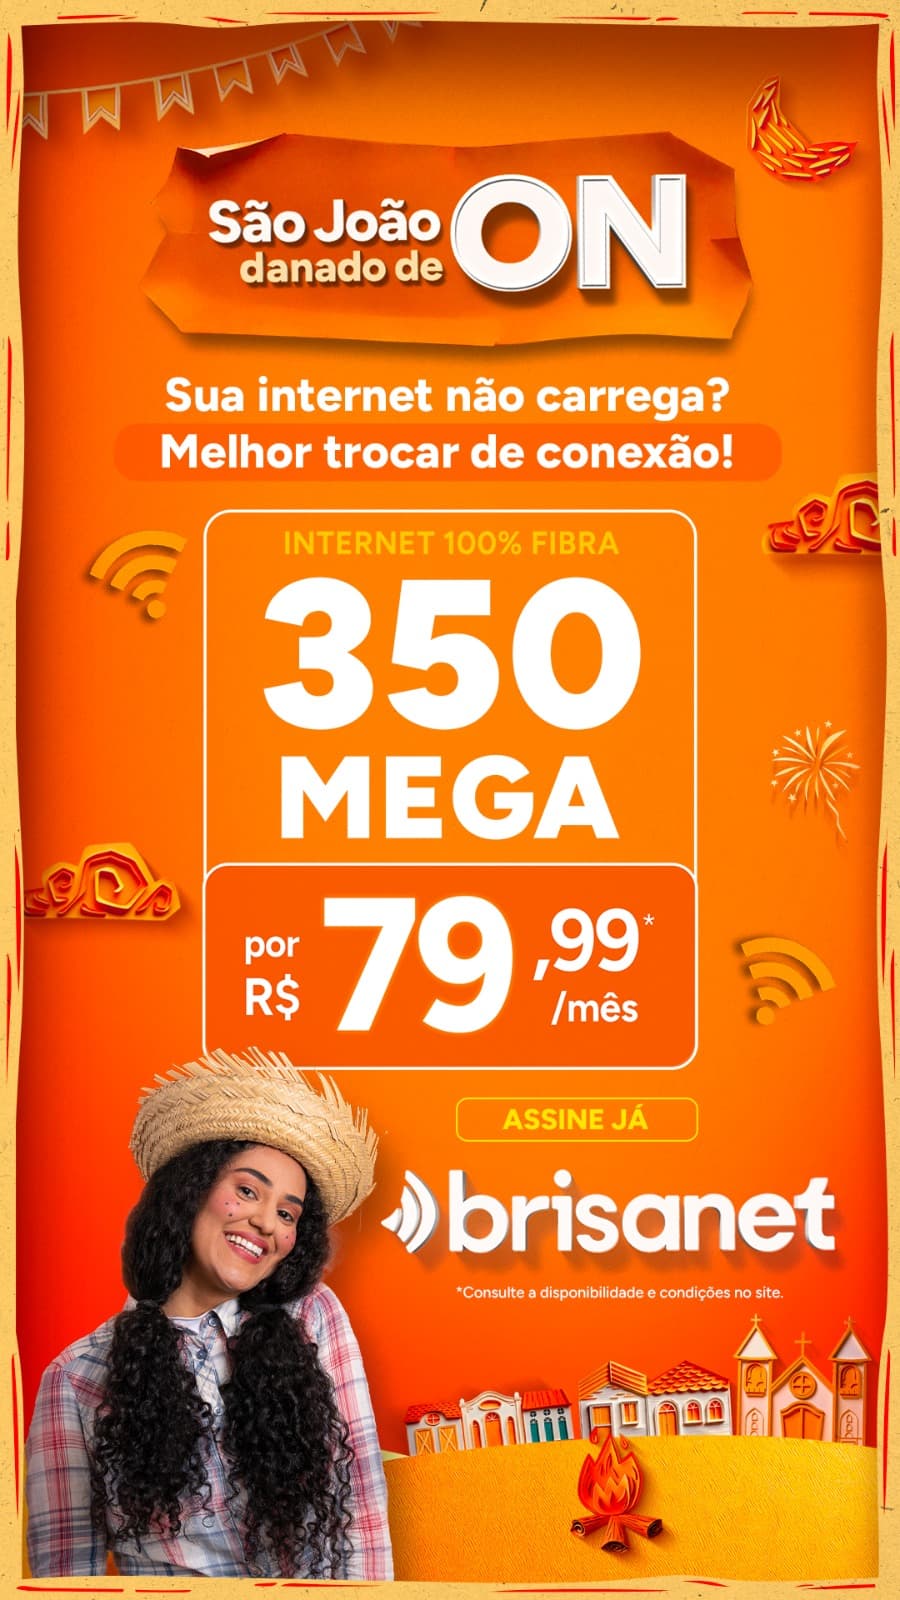 São João
danado de
ON
Sua internet não carrega?
Melhor trocar de conexão!
INTERNET 100% FIBRA
350
MEGA
por
R$ 79,99*
/mês
ASSINE JÁ
brisanet
*Consulte a disponibilidade e condições no site.